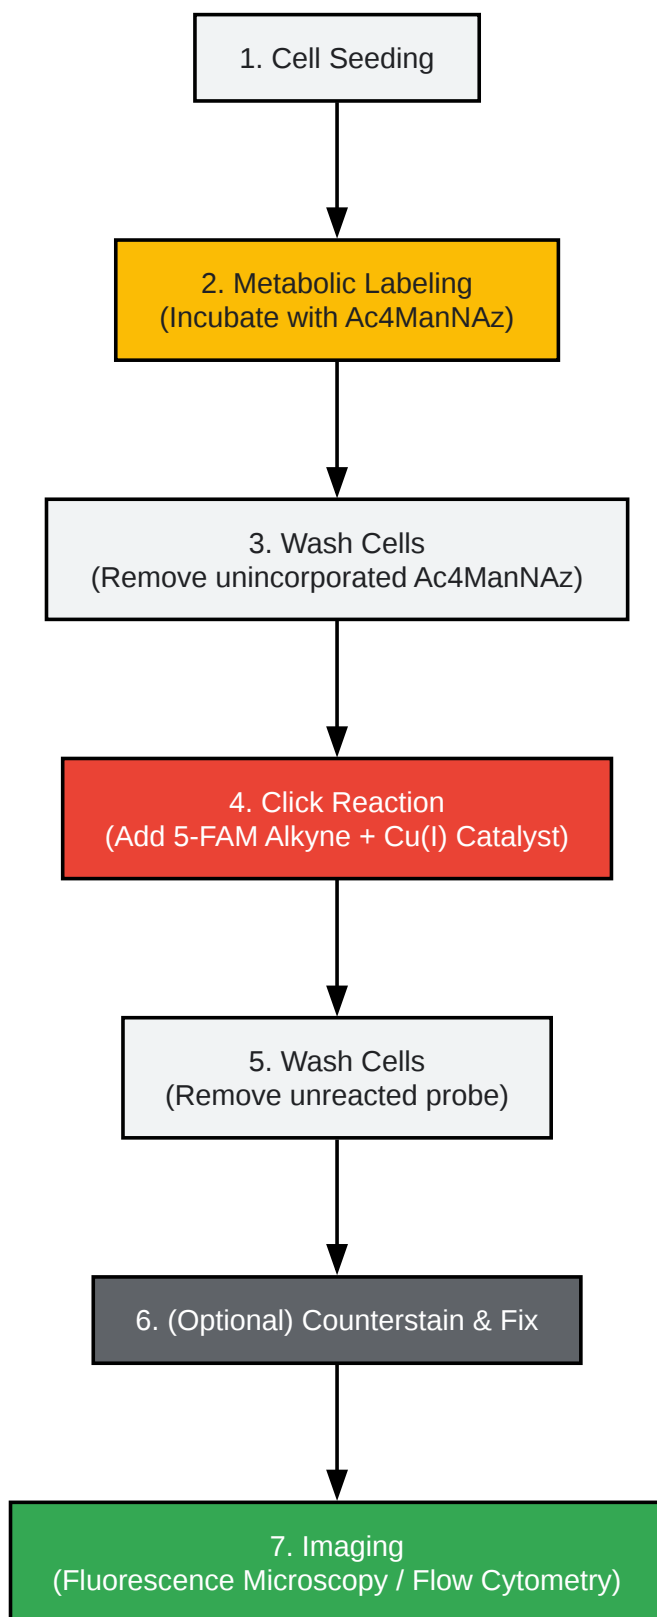 1. Cell Seeding
2. Metabolic Labeling
(Incubate with Ac4ManNAz)
3. Wash Cells
(Remove unincorporated Ac4ManNAz)
4. Click Reaction
(Add 5-FAM Alkyne + Cu(I) Catalyst)
5. Wash Cells
(Remove unreacted probe)
6. (Optional) Counterstain & Fix
7. Imaging
(Fluorescence Microscopy / Flow Cytometry)